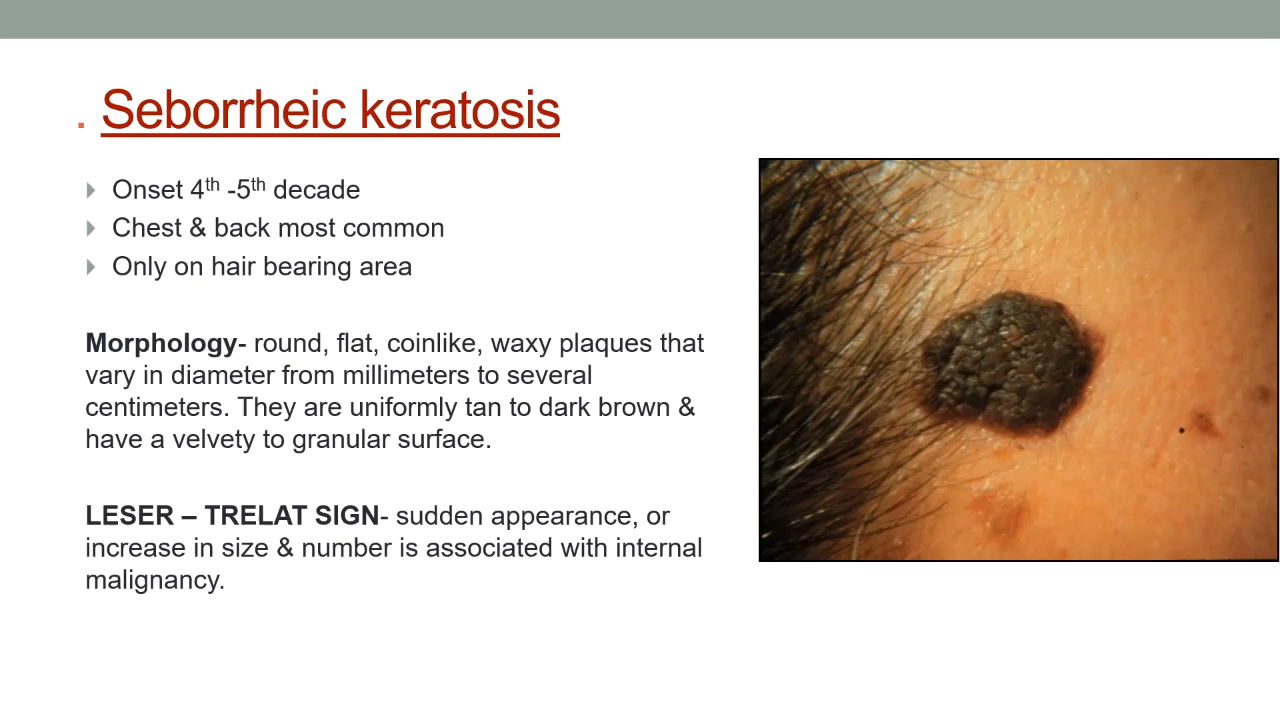 . Seborrheic keratosis
Onset 4th -5th decade
Chest & back most common
Only on hair bearing area
Morphology- round, flat, coinlike, waxy plaques that
vary in diameter from millimeters to several
centimeters. They are uniformly tan to dark brown &
have a velvety to granular surface.
LESER – TRELAT SIGN- sudden appearance, or
increase in size & number is associated with internal
malignancy.